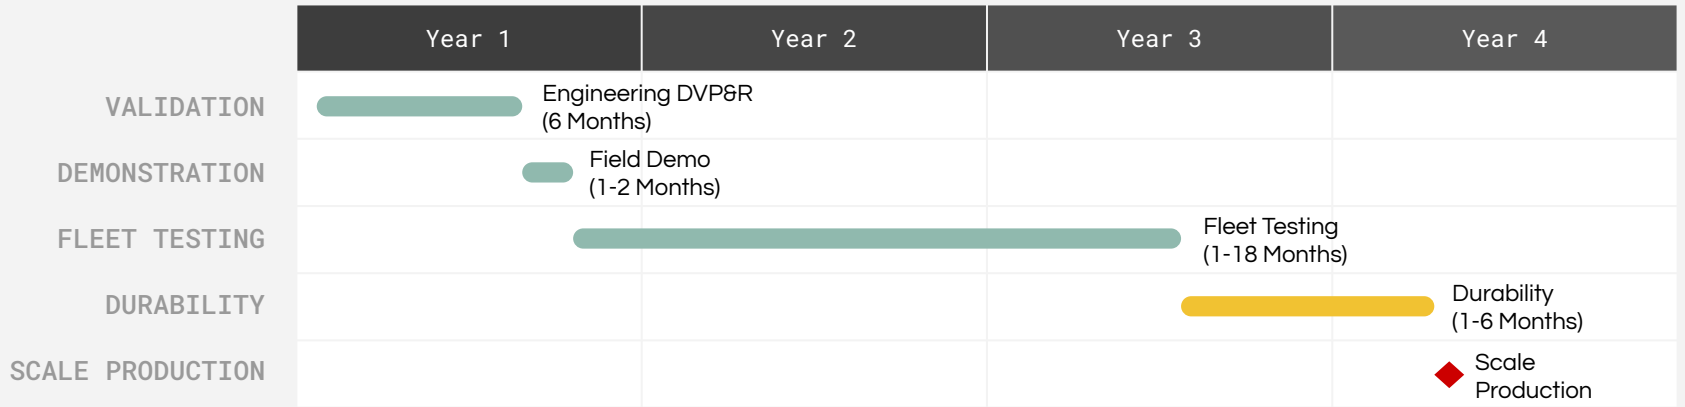 Year 1
Year 2
Year 3
Year 4
VALIDATION
Engineering DVP&R
(6 Months)
DEMONSTRATION
Field Demo
(1-2 Months)
FLEET TESTING
Fleet Testing
(1-18 Months)
DURABILITY
Durability
(1-6 Months)
SCALE PRODUCTION
Scale
Production